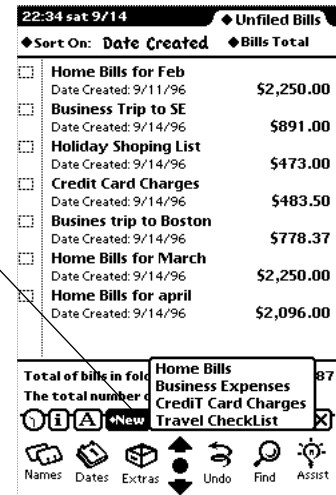 22:34 sat 9/14
◆Unfiled Bills
◆Sort On: Date Created ◆Bills Total
Home Bills for Feb
Date Created: 9/11/96 $2,250.00
Business Trip to SE
Date Created: 9/14/96 $891.00
Holiday Shoping List
Date Created: 9/14/96 $473.00
Credit Card Charges
Date Created: 9/14/96 $483.50
Busines trip to Boston
Date Created: 9/14/96 $778.37
Home Bills for March
Date Created: 9/14/96 $2,250.00
Home Bills for april
Date Created: 9/14/96 $2,096.00
Total of bills in fol 87
The total number
Home Bills
Business Expenses
CrediT Card Charges
Travel CheckList
i A ◆New X
Names Dates Extras Undo Find Assist